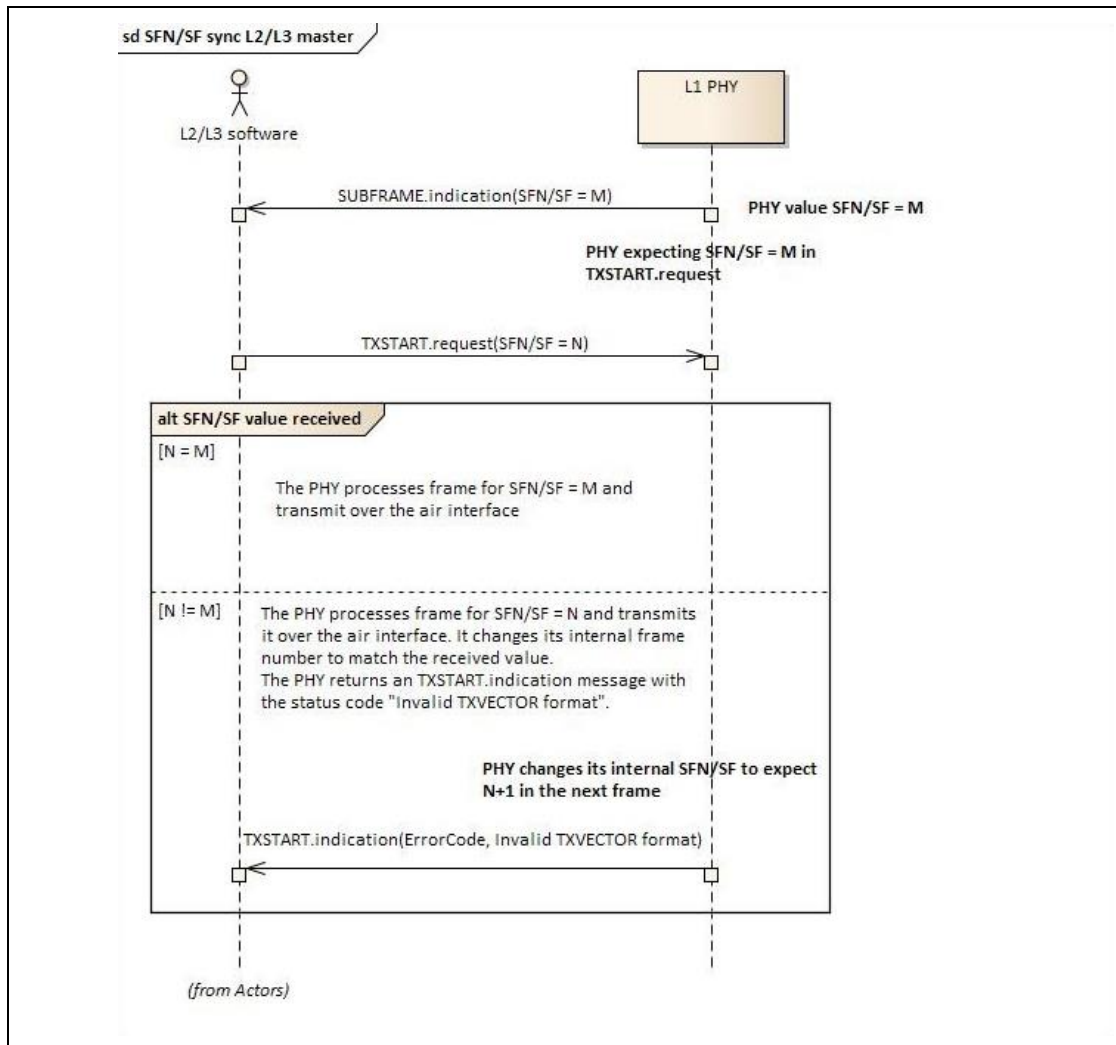 sd SFN/SF sync L2/L3 master
L1 PHY
L2/L3 software
SUBFRAME.indication(SFN/SF = M)
PHY value SFN/SF = M
PHY expecting SFN/SF = M in
TXSTART.request
TXSTART.request(SFN/SF = N)
alt SFN/SF value received
[N = M]
The PHY processes frame for SFN/SF = M and
transmit over the air interface
[N != M]
The PHY processes frame for SFN/SF = N and transmits
it over the air interface. It changes its internal frame
number to match the received value.
The PHY returns an TXSTART.indication message with
the status code "Invalid TXVECTOR format".
PHY changes its internal SFN/SF to expect
N+1 in the next frame
TXSTART.indication(ErrorCode, Invalid TXVECTOR format)
(from Actors)